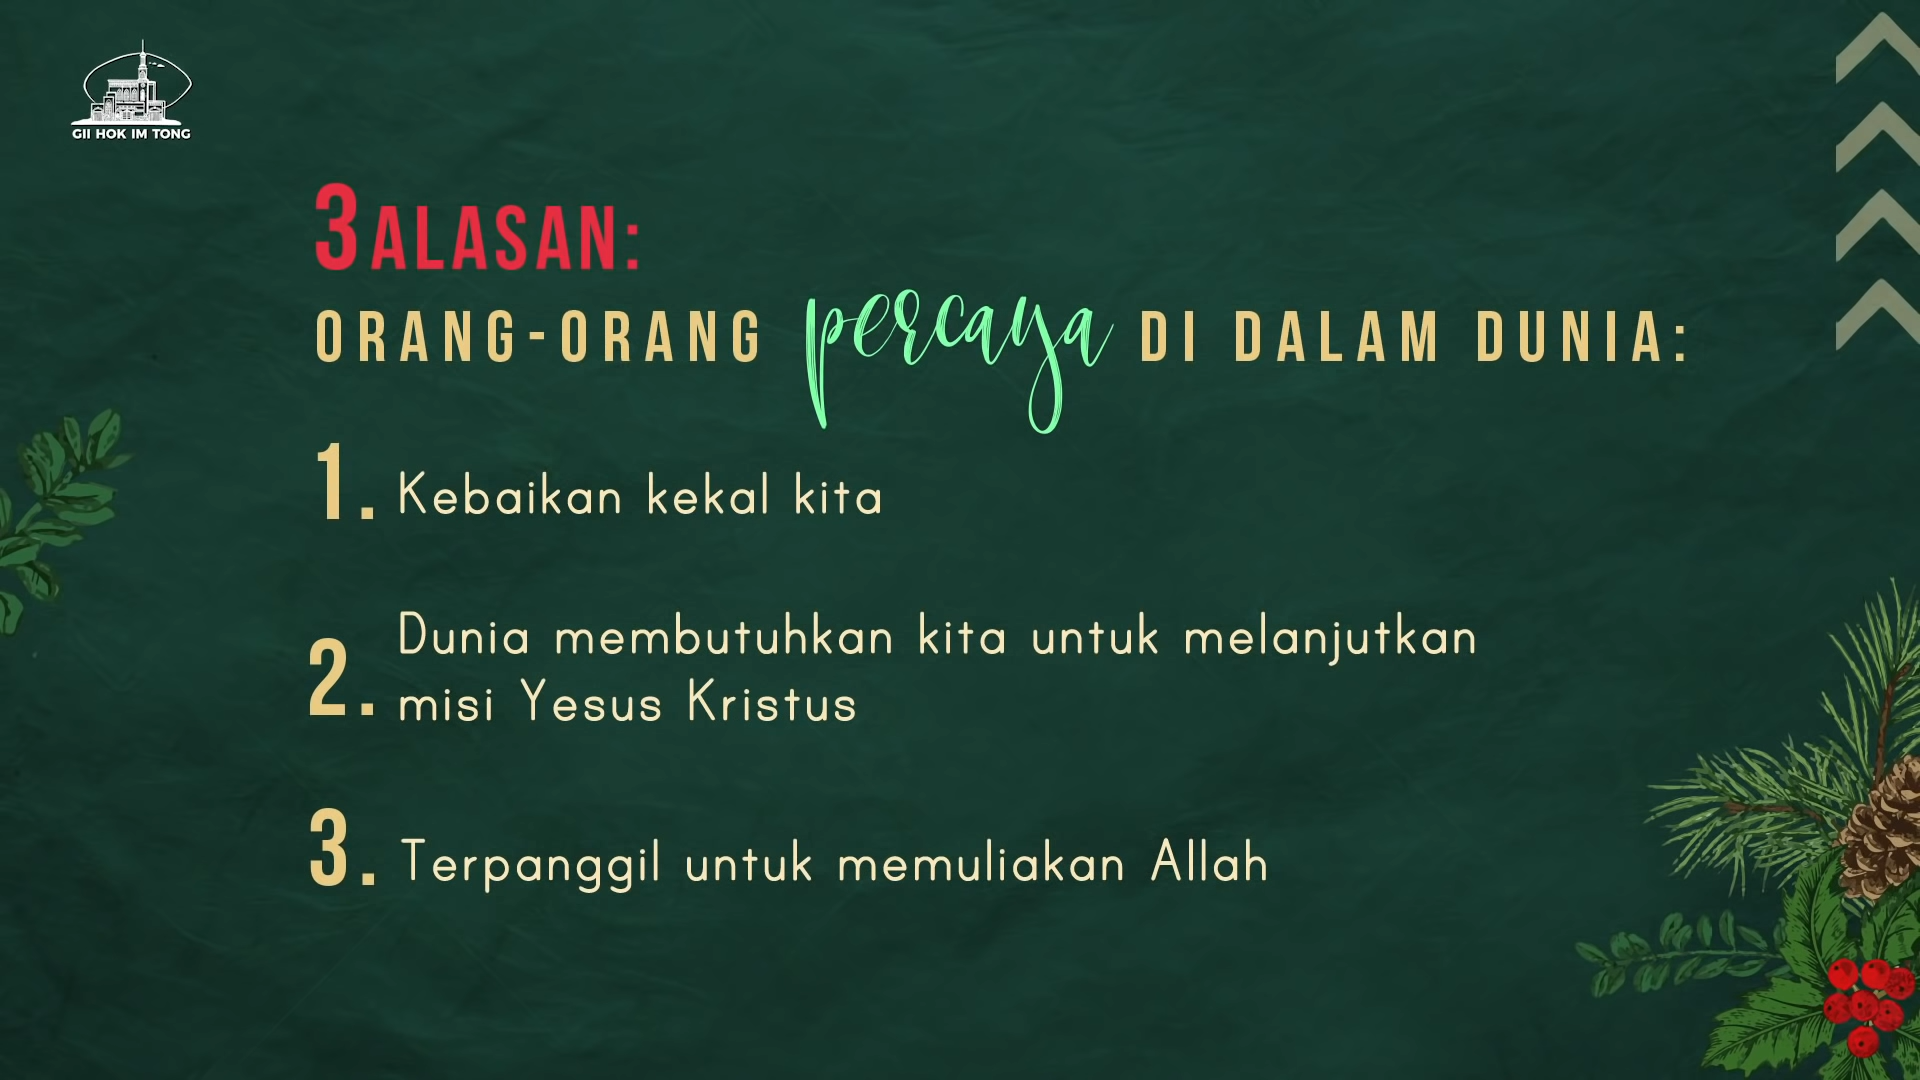 GII HOK IM TONG
3 ALASAN:
ORANG-ORANG percaya DI DALAM DUNIA:
1. Kebaikan kekal kita
2. Dunia membutuhkan kita untuk melanjutkan
misi Yesus Kristus
3. Terpanggil untuk memuliakan Allah